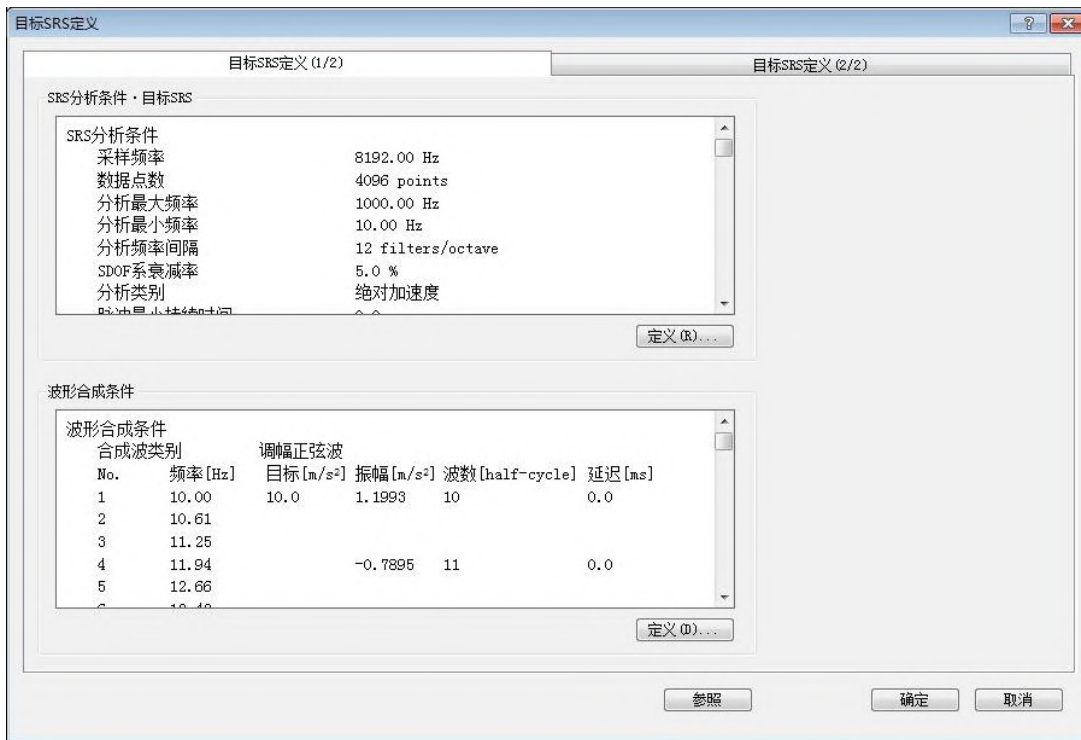 目标SRS定义
目标SRS定义(1/2) 目标SRS定义(2/2)
SRS分析条件・目标SRS
SRS分析条件
采样频率 8192.00 Hz
数据点数 4096 points
分析最大频率 1000.00 Hz
分析最小频率 10.00 Hz
分析频率间隔 12 filters/octave
SDOF系衰减率 5.0 %
分析类别 绝对加速度
定义(R)...
波形合成条件
波形合成条件
合成波类别 调幅正弦波
No. 频率[Hz] 目标[m/s²] 振幅[m/s²] 波数[half-cycle] 延迟[ms]
1 10.00 10.0 1.1993 10 0.0
2 10.61
3 11.25
4 11.94 -0.7895 11 0.0
5 12.66
定义(D)...
参照 确定 取消